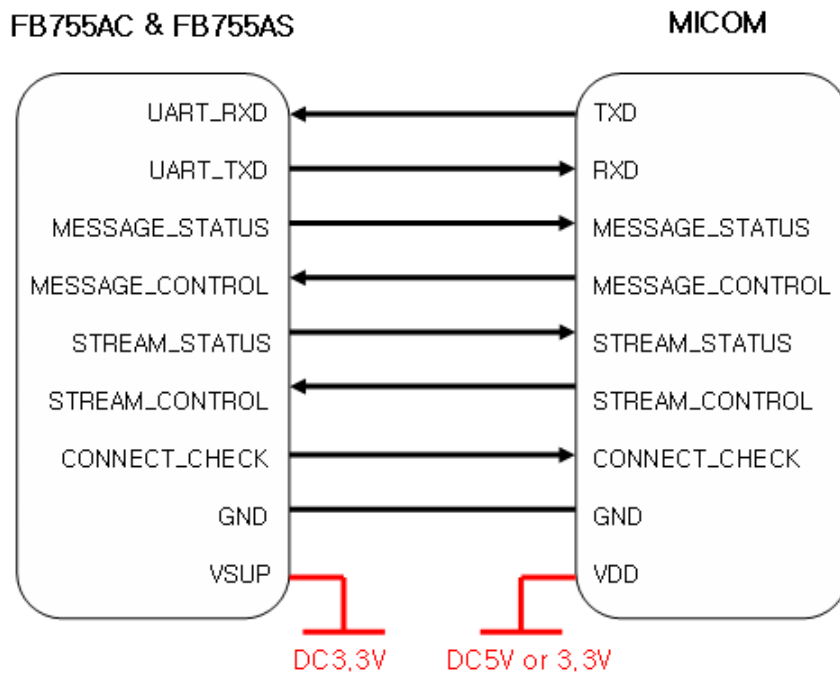 FB755AC & FB755AS
MICOM
UART_RXD
TXD
UART_TXD
RXD
MESSAGE_STATUS
MESSAGE_STATUS
MESSAGE_CONTROL
MESSAGE_CONTROL
STREAM_STATUS
STREAM_STATUS
STREAM_CONTROL
STREAM_CONTROL
CONNECT_CHECK
CONNECT_CHECK
GND
GND
VSUP
VDD
DC3,3V
DC5V or 3,3V